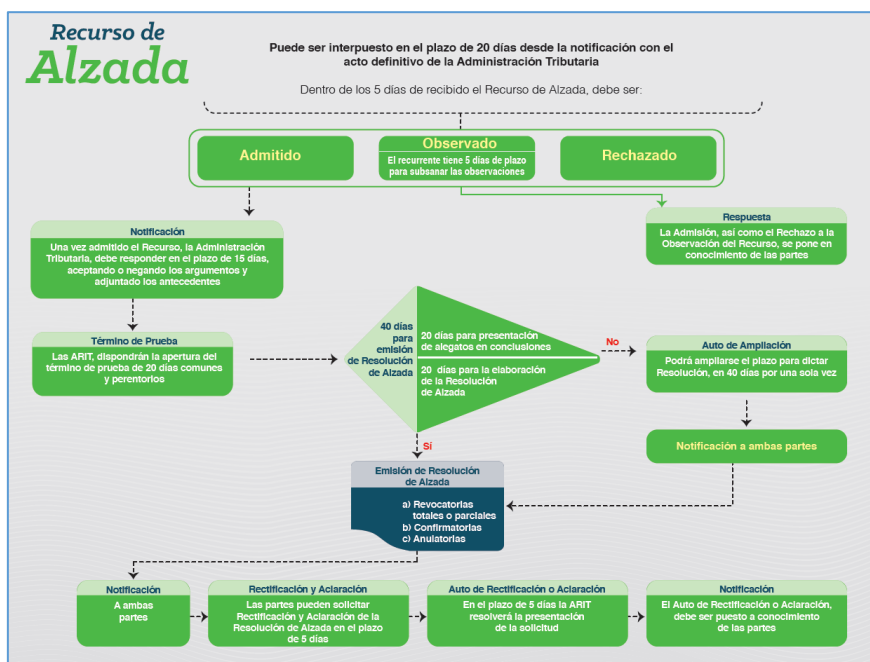 Recurso de
Alzada
Puede ser interpuesto en el plazo de 20 días desde la notificación con el
acto definitivo de la Administración Tributaria
Dentro de los 5 días de recibido el Recurso de Alzada, debe ser:
Admitido
Observado
El recurrente tiene 5 días de plazo
para subsanar las observaciones
Rechazado
Notificación
Una vez admitido el Recurso, la Administración
Tributaria, debe responder en el plazo de 15 días,
aceptando o negando los argumentos y
adjuntado los antecedentes
Respuesta
La Admisión, así como el Rechazo a la
Observación del Recurso, se pone en
conocimiento de las partes
Término de Prueba
Las ARIT, dispondrán la apertura del
término de prueba de 20 días comunes
y perentorios
40 días
para
emisión
de Resolución
de Alzada
20 días para presentación
de alegatos en conclusiones
20 días para la elaboración
de la Resolución
de Alzada
No
Auto de Ampliación
Podrá ampliarse el plazo para dictar
Resolución, en 40 días por una sola vez
Notificación a ambas partes
Sí
Emisión de Resolución
de Alzada
a) Revocatorias
totales o parciales
b) Confirmatorias
c) Anulatorias
Notificación
A ambas
partes
Rectificación y Aclaración
Las partes pueden solicitar
Rectificación y Aclaración de la
Resolución de Alzada en el plazo
de 5 días
Auto de Rectificación o Aclaración
En el plazo de 5 días la ARIT
resolverá la presentación
de la solicitud
Notificación
El Auto de Rectificación o Aclaración,
debe ser puesto a conocimiento
de las partes